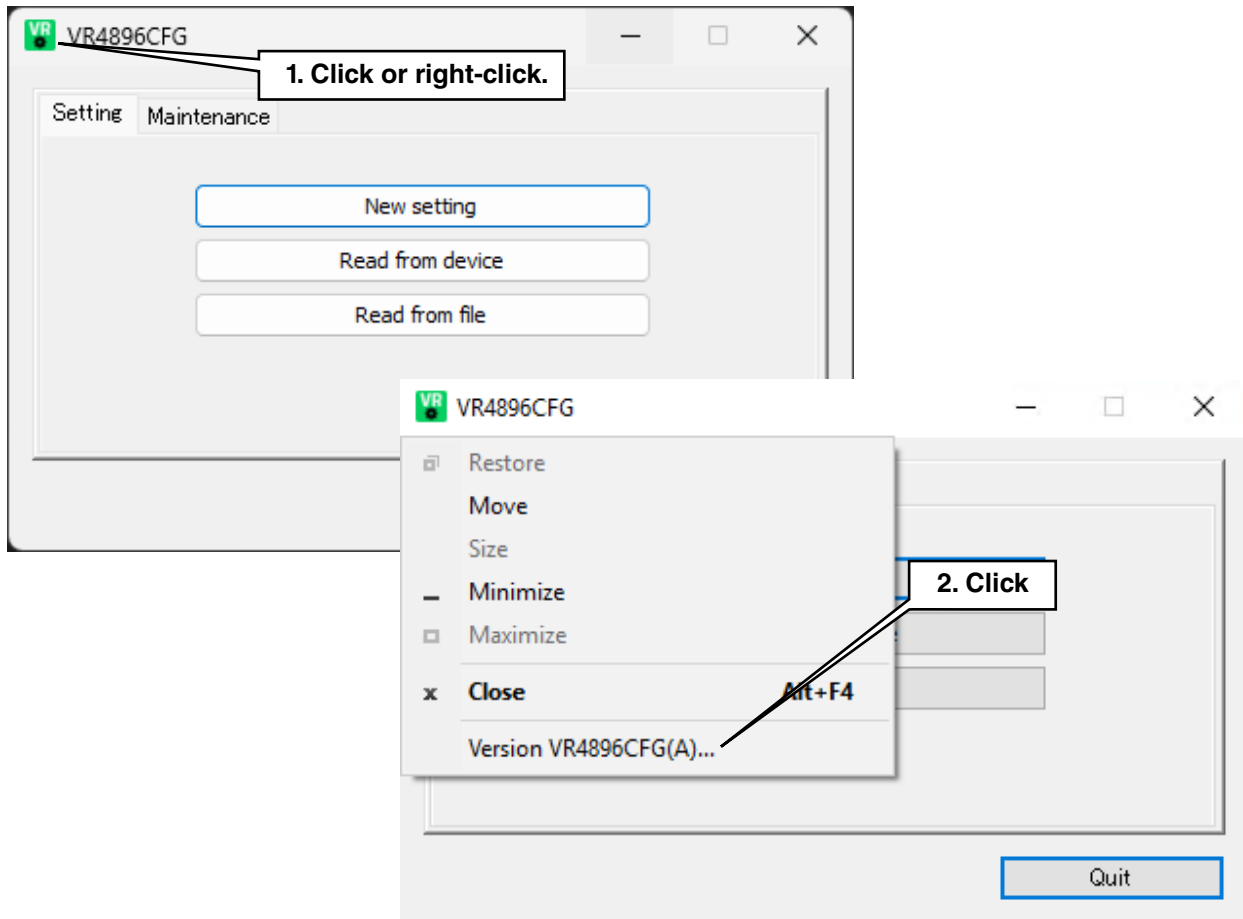 VR VR4896CFG
1. Click or right-click.
Setting Maintenance
New setting
Read from device
Read from file
VR VR4896CFG
Restore
Move
Size
Minimize
Maximize
Close Alt+F4
Version VR4896CFG(A)...
2. Click
Quit